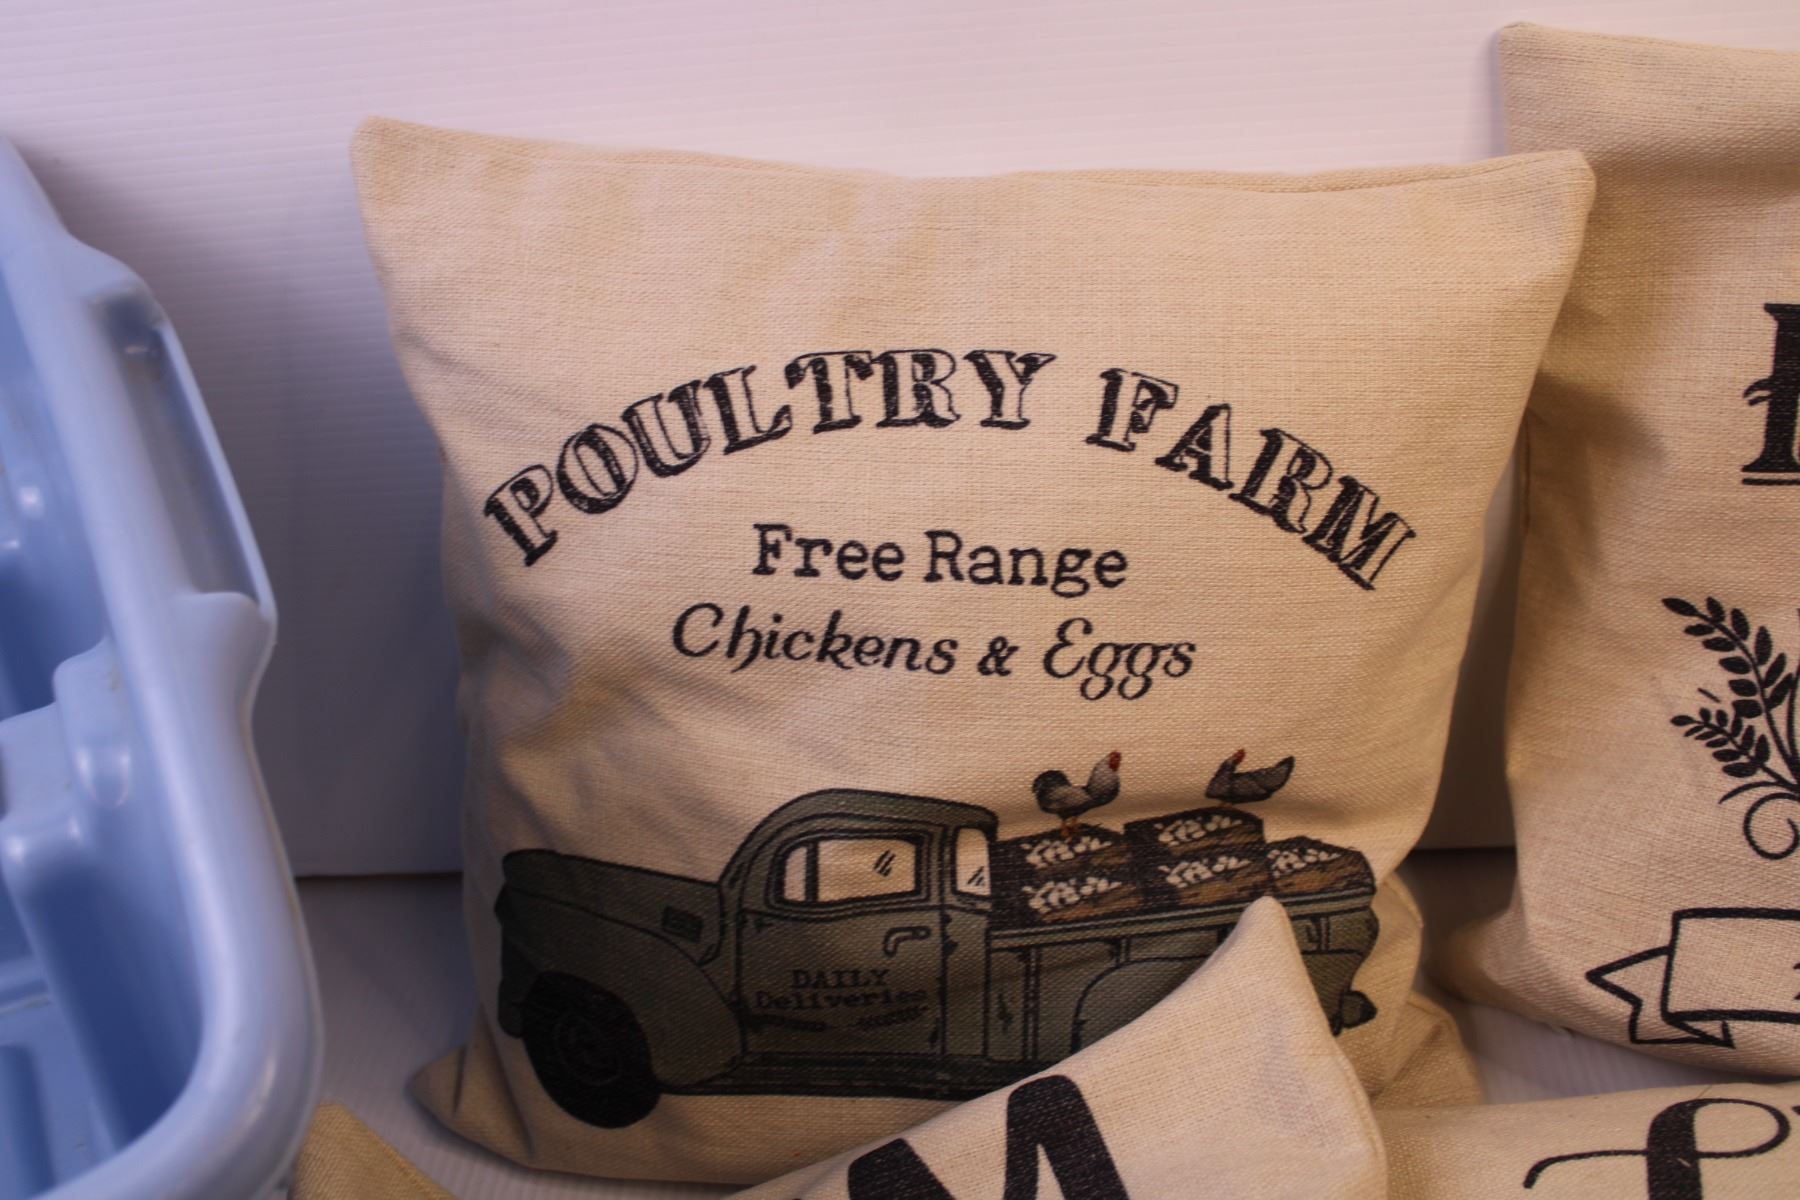 POULTRY FARM
Free Range
Chickens & Eggs
DAILY
Deliveries
M